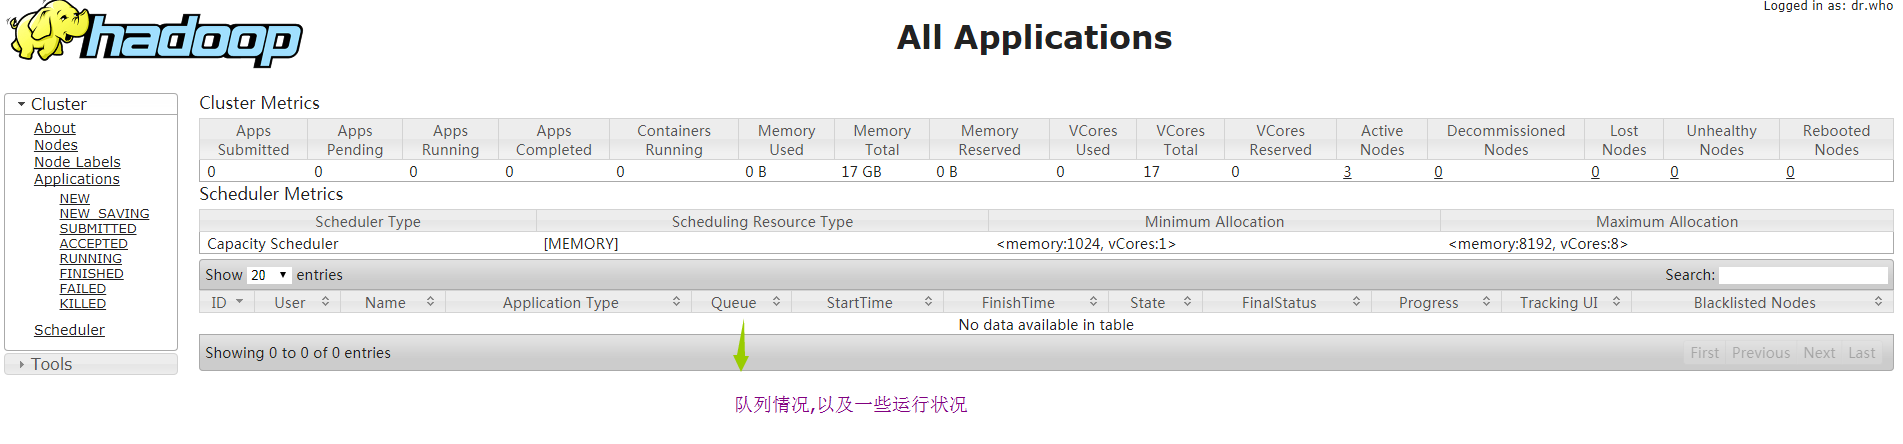 Logged in as: dr.who
hadoop
All Applications
Cluster
About
Nodes
Node Labels
Applications
NEW
NEW_SAVING
SUBMITTED
ACCEPTED
RUNNING
FINISHED
FAILED
KILLED
Scheduler
Tools
Cluster Metrics
Apps Submitted Apps Pending Apps Running Apps Completed Containers Running Memory Used Memory Total Memory Reserved VCores Used VCores Total VCores Reserved Active Nodes Decommissioned Nodes Lost Nodes Unhealthy Nodes Rebooted Nodes
0 0 0 0 0 0 B 17 GB 0 B 0 17 0 3 0 0 0 0
Scheduler Metrics
Scheduler Type Scheduling Resource Type Minimum Allocation Maximum Allocation
Capacity Scheduler [MEMORY] <memory:1024, vCores:1> <memory:8192, vCores:8>
Show 20 entries Search:
ID User Name Application Type Queue StartTime FinishTime State FinalStatus Progress Tracking UI Blacklisted Nodes
No data available in table
Showing 0 to 0 of 0 entries First Previous Next Last
队列情况,以及一些运行状况